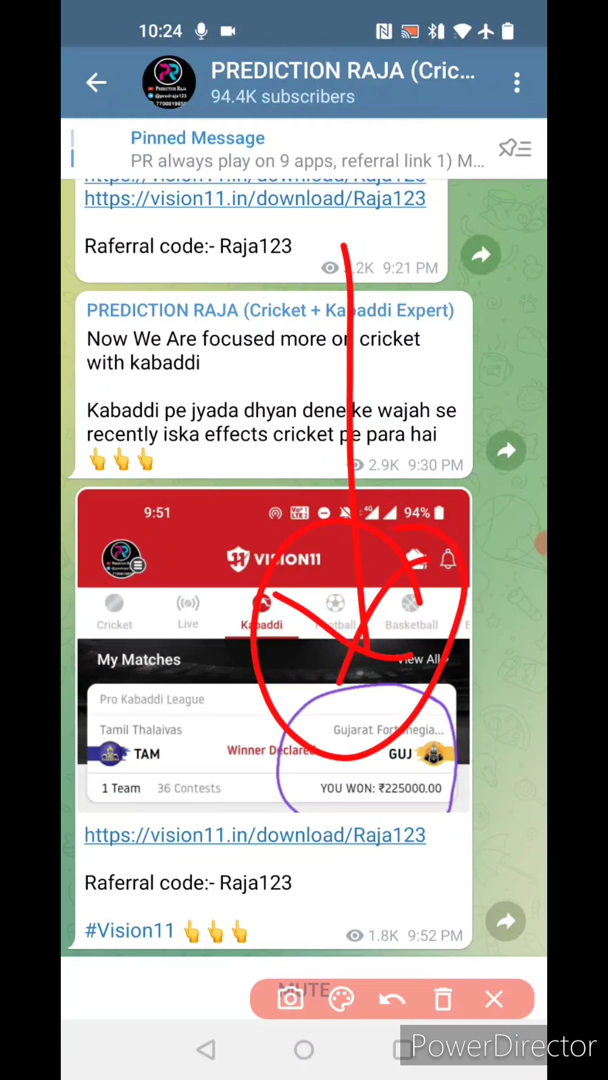 10:24
PREDICTION RAJA (Cric...
94.4K subscribers
Pinned Message
PR always play on 9 apps, referral link 1) M...
https://vision11.in/download/Raja123
https://vision11.in/download/Raja123
Raferral code:- Raja123
9:21 PM
PREDICTION RAJA (Cricket + Kabaddi Expert)
Now We Are focused more on cricket
with kabaddi
Kabaddi pe jyada dhyan dene ke wajah se
recently iska effects cricket pe para hai
👆👆👆
2.9K 9:30 PM
9:51
4G 94%
VISION11
Cricket Live Kabaddi Football Basketball
My Matches View All
Pro Kabaddi League
Tamil Thalaivas Gujarat Fortunegia...
TAM Winner Declared GUJ
1 Team 36 Contests YOU WON: ₹225000.00
https://vision11.in/download/Raja123
Raferral code:- Raja123
#Vision11 👆👆👆
1.8K 9:52 PM
MUTE
PowerDirector